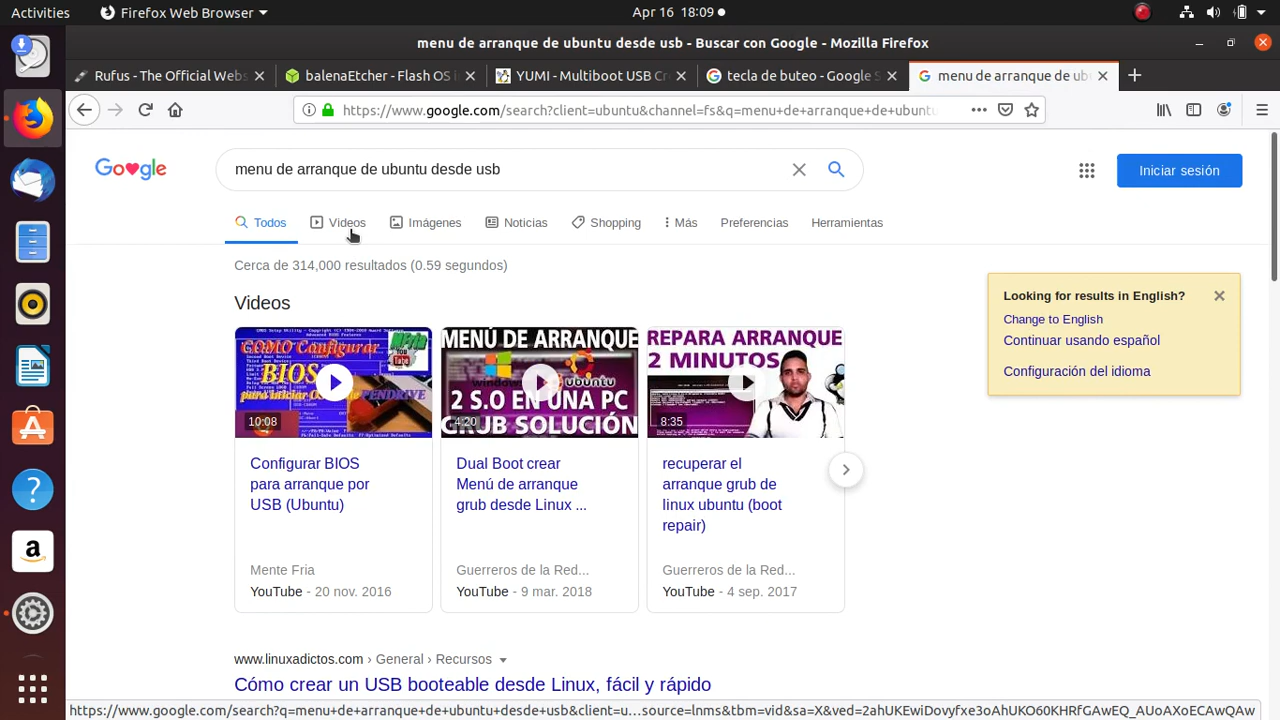 Activities
Firefox Web Browser
Apr 16 18:09
menu de arranque de ubuntu desde usb - Buscar con Google - Mozilla Firefox
Rufus - The Official Webs
balenaEtcher - Flash OS i
YUMI - Multiboot USB Cr
tecla de buteo - Google S
menu de arranque de ub
https://www.google.com/search?client=ubuntu&channel=fs&q=menu+de+arranque+de+ubuntu
Google
menu de arranque de ubuntu desde usb
Iniciar sesión
Todos
Videos
Imágenes
Noticias
Shopping
Más
Preferencias
Herramientas
Cerca de 314,000 resultados (0.59 segundos)
Looking for results in English?
Change to English
Continuar usando español
Configuración del idioma
Videos
COMO Configurar
BIOS
para iniciar
PENDRIVE
10:08
MENÚ DE ARRANQUE
windows
ubuntu
2 S.O EN UNA PC
GRUB SOLUCIÓN
4:20
REPARA ARRANQUE
2 MINUTOS
8:35
Configurar BIOS
para arranque por
USB (Ubuntu)
Mente Fria
YouTube - 20 nov. 2016
Dual Boot crear
Menú de arranque
grub desde Linux ...
Guerreros de la Red...
YouTube - 9 mar. 2018
recuperar el
arranque grub de
linux ubuntu (boot
repair)
Guerreros de la Red...
YouTube - 4 sep. 2017
www.linuxadictos.com › General › Recursos
Cómo crear un USB booteable desde Linux, fácil y rápido
https://www.google.com/search?q=menu+de+arranque+de+ubuntu+desde+usb&client=u…source=lnms&tbm=vid&sa=X&ved=2ahUKEwiDovyfxe3oAhUKO60KHRfGAwEQ_AUoAXoECAwQAw